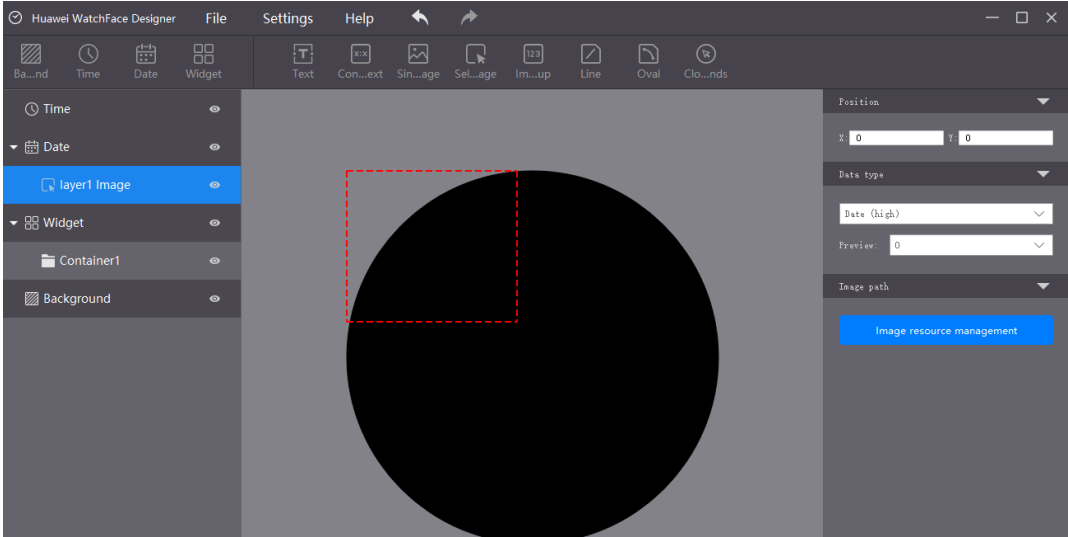 Huawei WatchFace Designer File Settings Help
Ba...nd Time Date Widget Text Con...ext Sin...age Sel...age Im...up Line Oval Clo...nds
X:X
123
Time
Date
layer1 Image
Widget
Container1
Background
Position
X: 0 Y: 0
Data type
Date (high)
Preview: 0
Image path
Image resource management